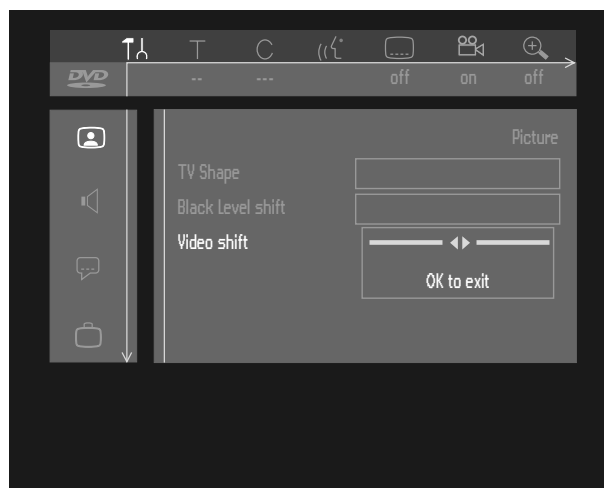 T C
DVD -- --- off on off
Picture
TV Shape
Black Level shift
Video shift
OK to exit